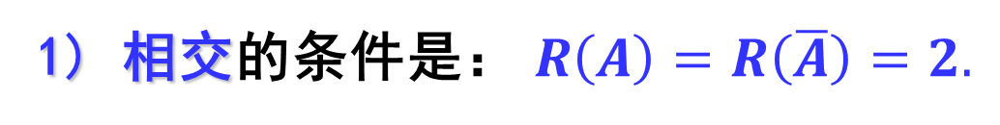 1) 相交的条件是：R(A) = R(A̅) = 2.